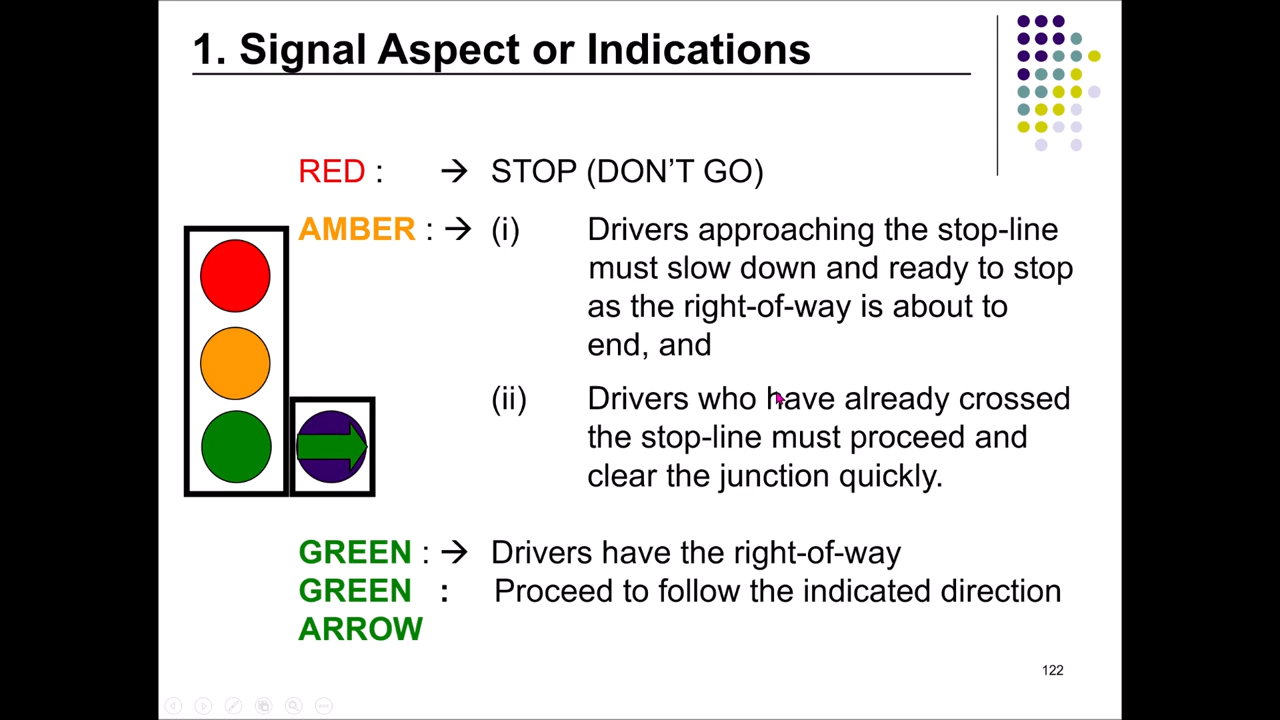 1. Signal Aspect or Indications
RED : → STOP (DON'T GO)
AMBER : → (i) Drivers approaching the stop-line
must slow down and ready to stop
as the right-of-way is about to
end, and
(ii) Drivers who have already crossed
the stop-line must proceed and
clear the junction quickly.
GREEN : → Drivers have the right-of-way
GREEN : Proceed to follow the indicated direction
ARROW
122